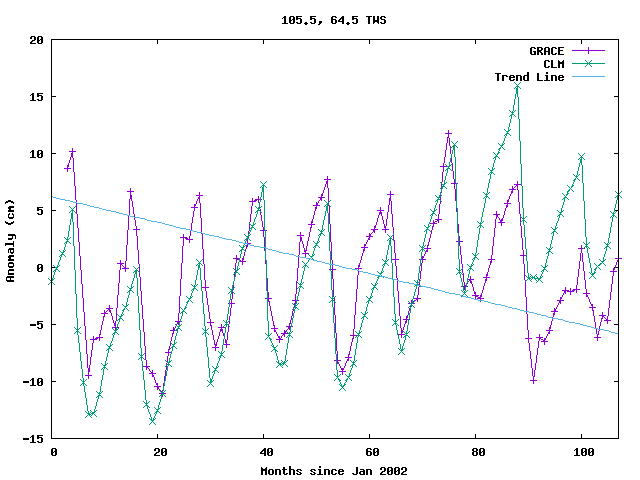 105.5, 64.5 TWS
GRACE
CLM
Trend Line
20
15
10
5
0
-5
-10
-15
Anomaly (cm)
0 20 40 60 80 100
Months since Jan 2002